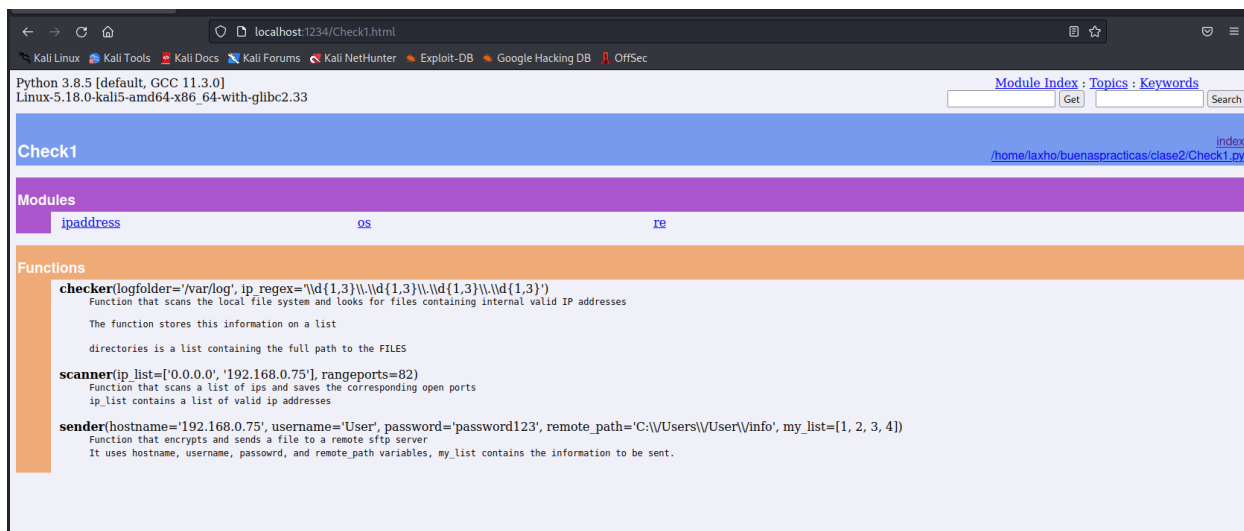 localhost:1234/Check1.html
Kali Linux Kali Tools Kali Docs Kali Forums Kali NetHunter Exploit-DB Google Hacking DB OffSec
Python 3.8.5 [default, GCC 11.3.0]
Linux-5.18.0-kali5-amd64-x86_64-with-glibc2.33
Module Index : Topics : Keywords
Get Search
Check1
index
/home/laxho/buenaspracticas/clase2/Check1.py
Modules
ipaddress os re
Functions
checker(logfolder='/var/log', ip_regex='\\d{1,3}\\.\\d{1,3}\\.\\d{1,3}\\.\\d{1,3}')
Function that scans the local file system and looks for files containing internal valid IP addresses
The function stores this information on a list
directories is a list containing the full path to the FILES
scanner(ip_list=['0.0.0.0', '192.168.0.75'], rangeports=82)
Function that scans a list of ips and saves the corresponding open ports
ip_list contains a list of valid ip addresses
sender(hostname='192.168.0.75', username='User', password='password123', remote_path='C:\\Users\\User\\info', my_list=[1, 2, 3, 4])
Function that encrypts and sends a file to a remote sftp server
It uses hostname, username, passowrd, and remote_path variables, my_list contains the information to be sent.